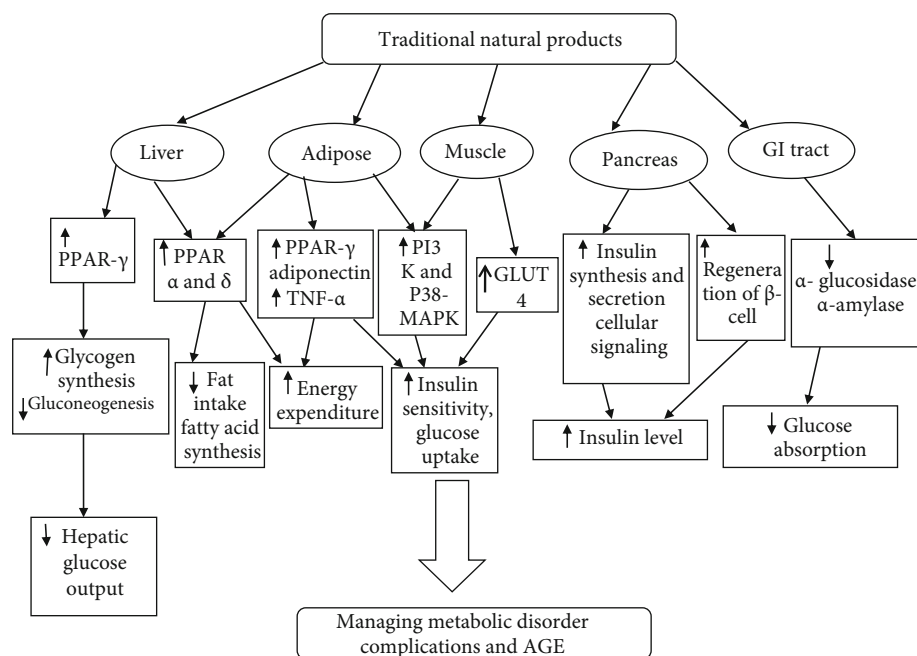 Traditional natural products
Liver
Adipose
Muscle
Pancreas
GI tract
↑
PPAR-γ
↑ PPAR
α and δ
↑ PPAR-γ
adiponectin
↑ TNF-α
↑ PI3
K and
P38-
MAPK
↑ GLUT
4
↑ Insulin
synthesis and
secretion
cellular
signaling
↑
Regenera
tion of β-
cell
↓
α- glucosidase
α-amylase
↑ Glycogen
synthesis
↓ Gluconeogenesis
↓ Fat
intake
fatty acid
synthesis
↑ Energy
expenditure
↑ Insulin
sensitivity,
glucose
uptake
↑ Insulin level
↓ Glucose
absorption
↓ Hepatic
glucose
output
Managing metabolic disorder
complications and AGE